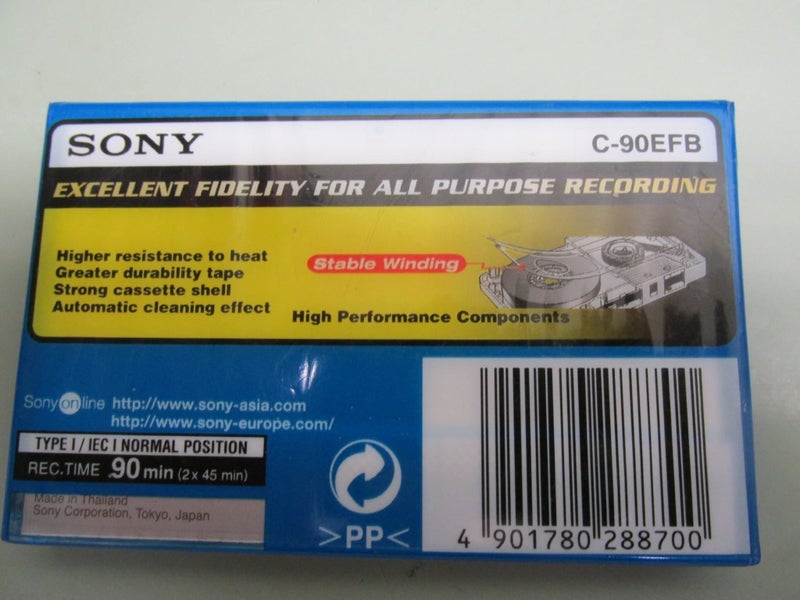 SONY
C-90EFB
EXCELLENT FIDELITY FOR ALL PURPOSE RECORDING
Higher resistance to heat
Greater durability tape
Strong cassette shell
Automatic cleaning effect
Stable Winding
High Performance Components
Sony online http://www.sony-asia.com
http://www.sony-europe.com/
TYPE I / IEC I NORMAL POSITION
REC.TIME 90 min (2 x 45 min)
Made in Thailand
Sony Corporation, Tokyo, Japan
>PP<
4 901780 288700